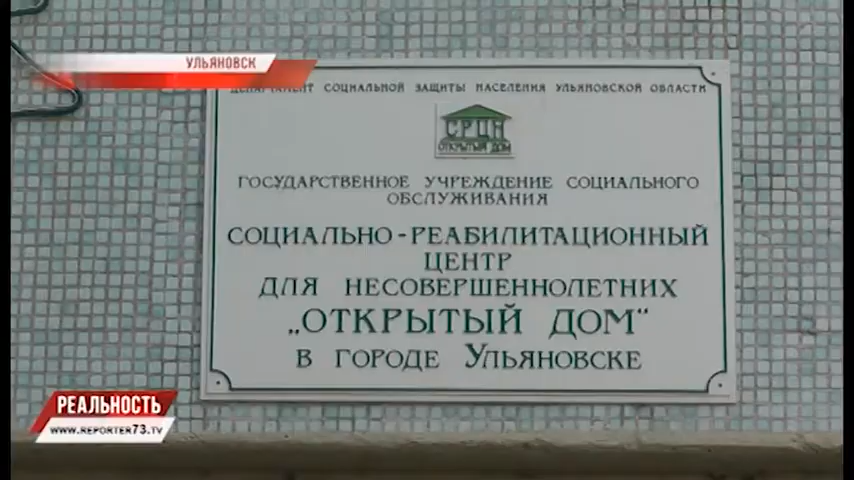 УЛЬЯНОВСК
ДЕПАРТАМЕНТ СОЦИАЛЬНОЙ ЗАЩИТЫ НАСЕЛЕНИЯ УЛЬЯНОВСКОЙ ОБЛАСТИ
СРЦН
ОТКРЫТЫЙ ДОМ
ГОСУДАРСТВЕННОЕ УЧРЕЖДЕНИЕ СОЦИАЛЬНОГО
ОБСЛУЖИВАНИЯ
СОЦИАЛЬНО-РЕАБИЛИТАЦИОННЫЙ
ЦЕНТР
ДЛЯ НЕСОВЕРШЕННОЛЕТНИХ
„ОТКРЫТЫЙ ДОМ“
В ГОРОДЕ УЛЬЯНОВСКЕ
РЕАЛЬНОСТЬ
WWW.REPORTER73.TV